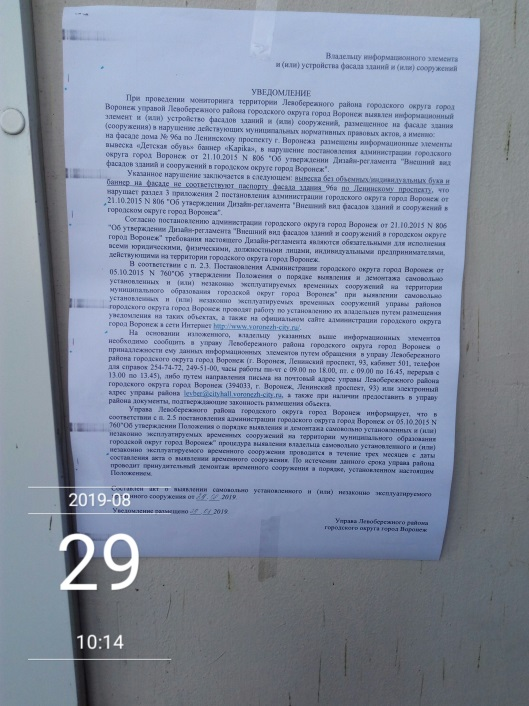 Владельцу информационного элемента
и (или) устройства фасада зданий и (или) сооружений
УВЕДОМЛЕНИЕ
При проведении мониторинга территории Левобережного района городского округа город
Воронеж управой Левобережного района городского округа город Воронеж выявлен информационный
элемент и (или) устройство фасадов зданий и (или) сооружений, размещенное на фасаде здания
(сооружения) в нарушение действующих муниципальных нормативных правовых актов, а именно:
на фасаде дома № 96а по Ленинскому проспекту г. Воронежа размещены информационные элементы
вывеска «Детская обувь» баннер «Kapika», в нарушение постановления администрации городского
округа город Воронеж от 21.10.2015 N 806 "Об утверждении Дизайн-регламента "Внешний вид
фасадов зданий и сооружений в городском округе город Воронеж".
Указанное нарушение заключается в следующем: вывеска без объемных/индивидуальных букв и
баннер на фасаде не соответствуют паспорту фасада здания 96а по Ленинскому проспекту, что
нарушает раздел 3 приложения 2 постановления администрации городского округа город Воронеж от
21.10.2015 N 806 "Об утверждении Дизайн-регламента "Внешний вид фасадов зданий и сооружений в
городском округе город Воронеж".
Согласно постановлению администрации городского округа город Воронеж от 21.10.2015 N 806
"Об утверждении Дизайн-регламента "Внешний вид фасадов зданий и сооружений в городском округе
город Воронеж" требования настоящего Дизайн-регламента являются обязательными для исполнения
всеми юридическими, физическими, должностными лицами, индивидуальными предпринимателями,
действующими на территории городского округа город Воронеж.
В соответствии с п. 2.3. Постановления Администрации городского округа город Воронеж от
05.10.2015 N 760"Об утверждении Положения о порядке выявления и демонтажа самовольно
установленных и (или) незаконно эксплуатируемых временных сооружений на территории
муниципального образования городской округ город Воронеж" при выявлении самовольно
установленных и (или) незаконно эксплуатируемых временных сооружений управы районов
городского округа город Воронеж проводят работу по установлению их владельцев путем размещения
уведомления на таких объектах, а также на официальном сайте администрации городского округа
город Воронеж в сети Интернет http://www.voronezh-city.ru/.
На основании изложенного, владельцу указанных выше информационных элементов
необходимо сообщить в управу Левобережного района городского округа город Воронеж и
принадлежности ему данных информационных элементов путем обращения в управу Левобережного
района городского округа город Воронеж (г. Воронеж, Ленинский проспект, 93, кабинет 501, телефон
для справок 254-74-72, 249-51-00, часы работы пн-чт с 09.00 по 18.00, пт. с 09.00 по 16.45, перерыв с
13.00 по 13.45), либо путем направления письма на почтовый адрес управы Левобережного района
городского округа город Воронеж (394033, г. Воронеж, Ленинский проспект, 93) или электронный
адрес управы района levber@cityhall.voronezh-city.ru, а также при наличии предоставить в управу
района документы, подтверждающие законность размещения объекта.
Управа Левобережного района городского округа город Воронеж информирует, что в
соответствии с п. 2.5 постановления администрации городского округа город Воронеж от 05.10.2015 N
760"Об утверждении Положения о порядке выявления и демонтажа самовольно установленных и (или)
незаконно эксплуатируемых временных сооружений на территории муниципального образования
городской округ город Воронеж" процедура выявления владельца самовольно установленного и (или)
незаконно эксплуатируемого временного сооружения проводится в течение трех месяцев с даты
составления акта о выявлении временного сооружения. По истечении данного срока управа района
проводит принудительный демонтаж временного сооружения в порядке, установленном настоящим
Положением.
Составлен акт о выявлении самовольно установленного и (или) незаконно эксплуатируемого
временного сооружения от 2019.
Уведомление размещено 2019
Управа Левобережного района
городского округа город Воронеж
2019-08
29
10:14